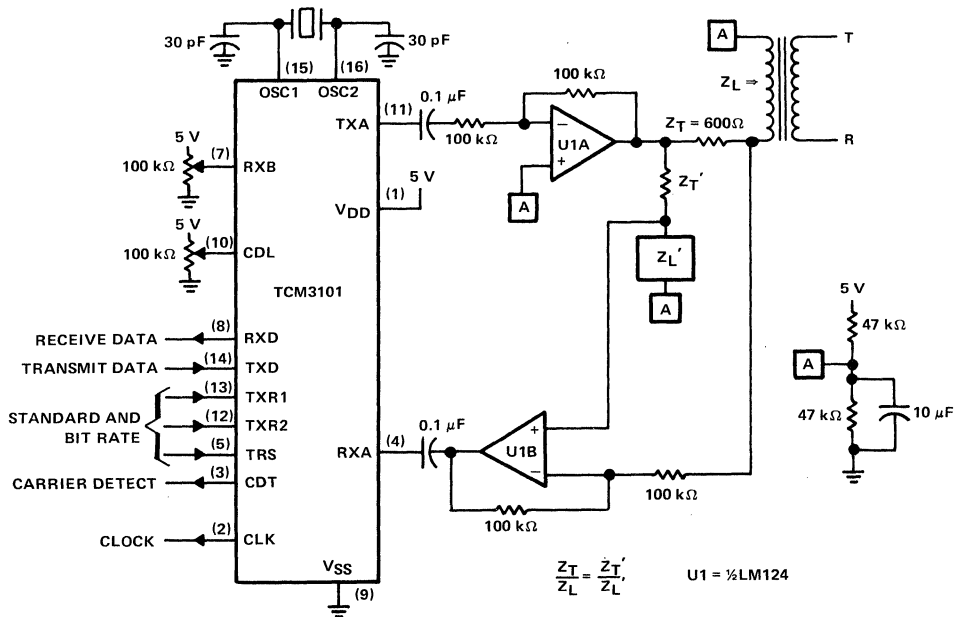 30 pF
30 pF
(15)
(16)
OSC1
OSC2
TXA
(11)
0.1 μF
100 kΩ
100 kΩ
−
+
U1A
A
Z_T = 600Ω
A
Z_L ⇒
T
R
5 V
100 kΩ
(7)
RXB
(1)
5 V
V_DD
5 V
100 kΩ
(10)
CDL
TCM3101
Z_T'
Z_L'
A
RECEIVE DATA
(8)
RXD
TRANSMIT DATA
(14)
TXD
STANDARD AND
BIT RATE
(13)
TXR1
(12)
TXR2
(5)
TRS
CARRIER DETECT
(3)
CDT
CLOCK
(2)
CLK
RXA
(4)
0.1 μF
+
−
U1B
100 kΩ
100 kΩ
5 V
47 kΩ
A
47 kΩ
10 μF
V_SS
(9)
Z_T/Z_L = Z_T'/Z_L'
U1 = ½LM124